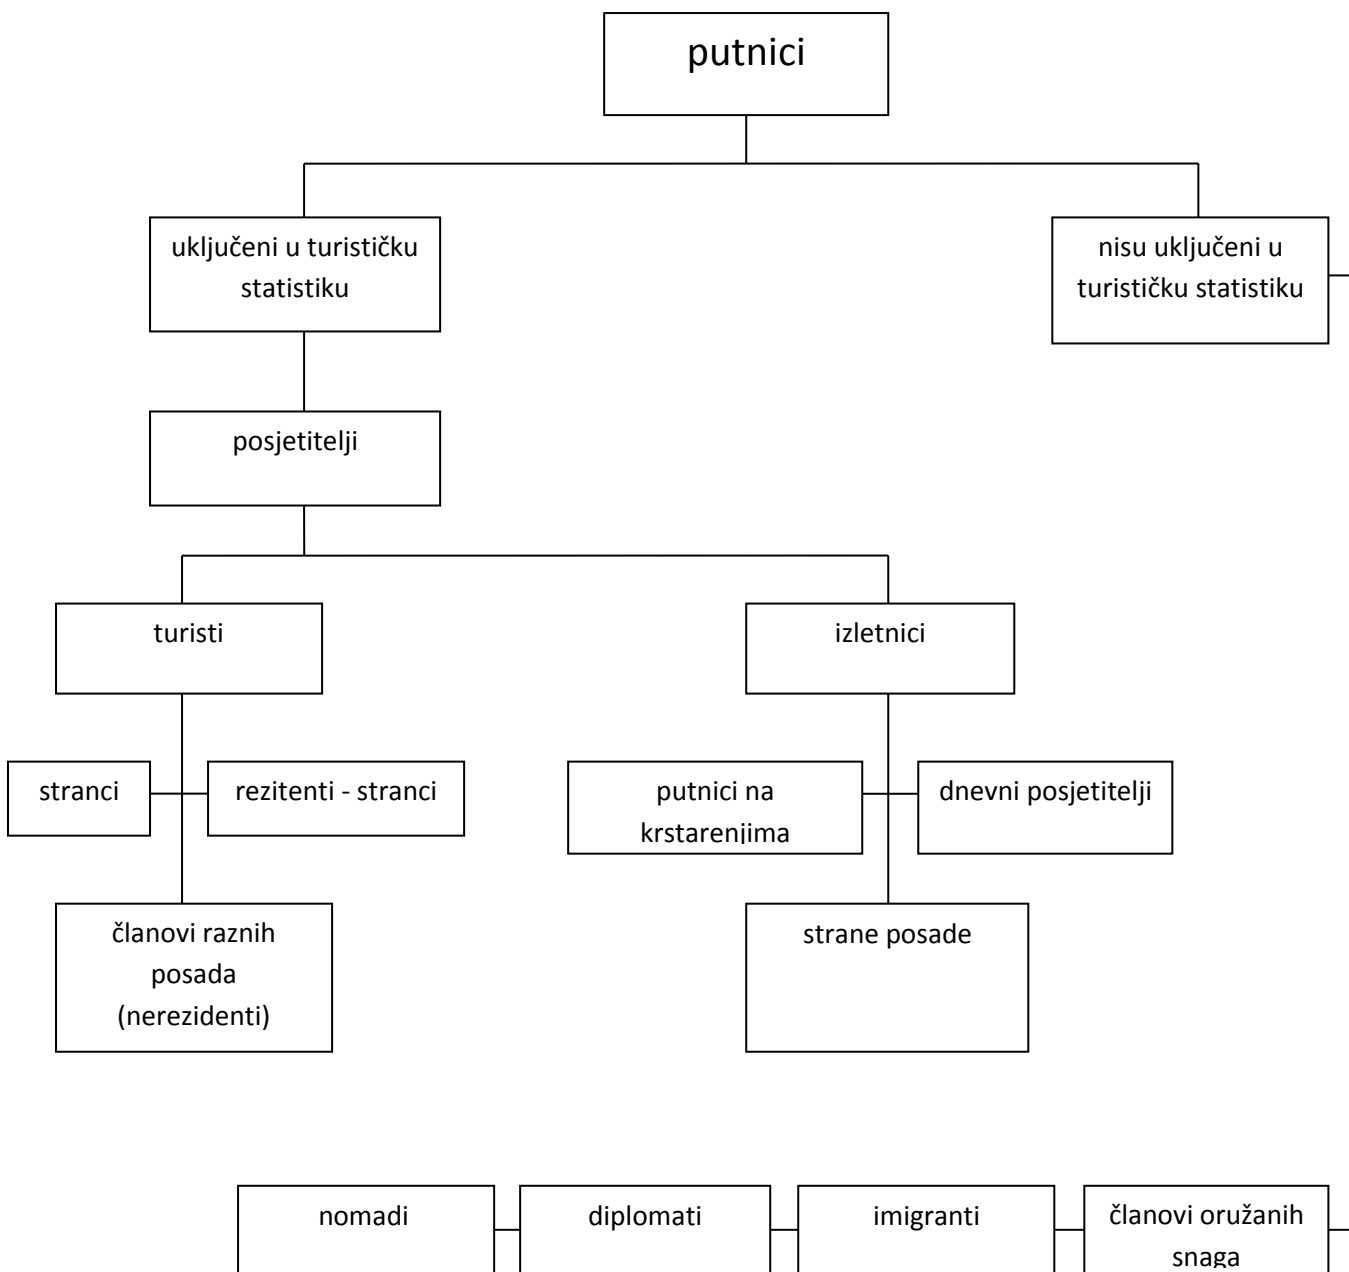 putnici
uključeni u turističku
statistiku
nisu uključeni u
turističku statistiku
posjetitelji
turisti
izletnici
stranci
rezitenti - stranci
putnici na
krstarenjima
dnevni posjetitelji
članovi raznih
posada
(nerezidenti)
strane posade
nomadi
diplomati
imigranti
članovi oružanih
snaga